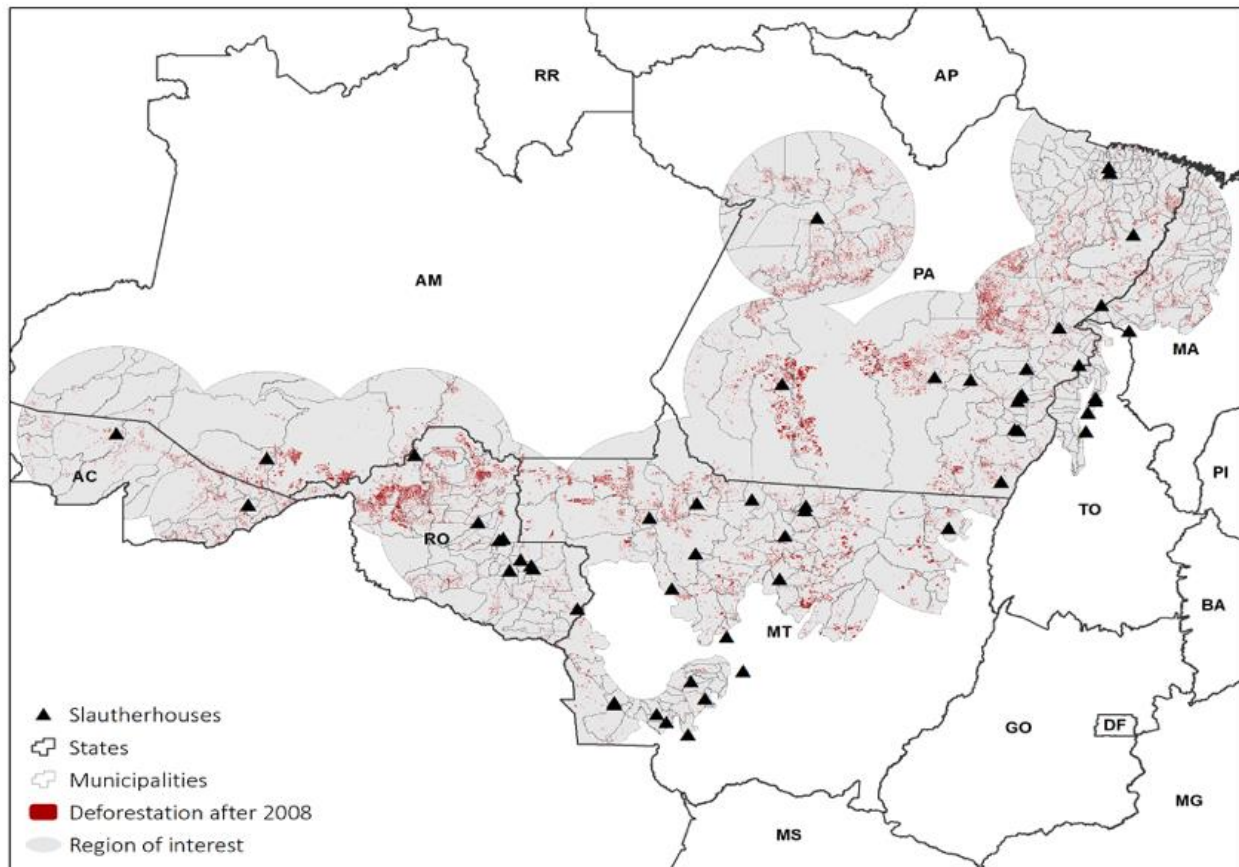 RR
AP
PA
AM
MA
AC
PI
TO
RO
BA
MT
Slautherhouses
States
GO
DF
Municipalities
Deforestation after 2008
MG
MS
Region of interest